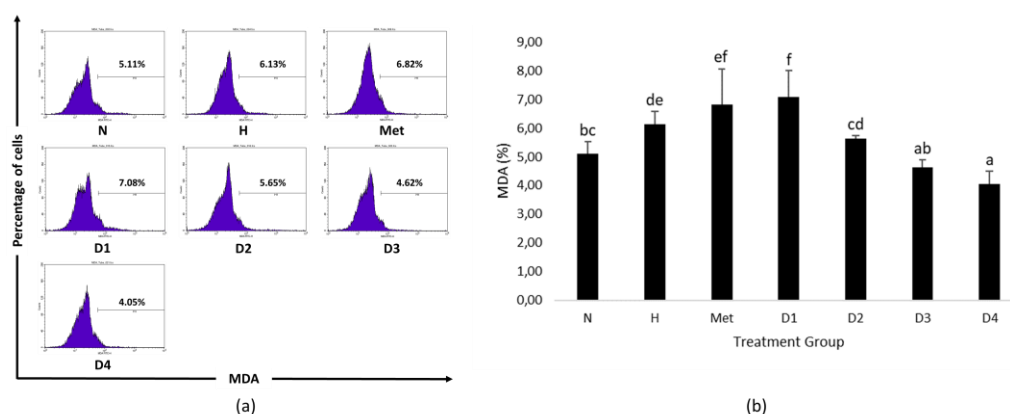 5.11%
6.13%
6.82%
N
H
Met
7.08%
5.65%
4.62%
D1
D2
D3
4.05%
D4
Percentage of cells
MDA
(a)
9,00
8,00
7,00
6,00
5,00
4,00
3,00
2,00
1,00
0,00
MDA (%)
bc
de
ef
f
cd
ab
a
N H Met D1 D2 D3 D4
Treatment Group
(b)